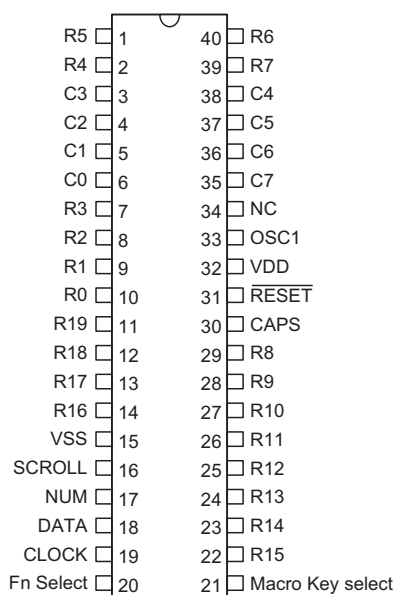 R5 1 40 R6
R4 2 39 R7
C3 3 38 C4
C2 4 37 C5
C1 5 36 C6
C0 6 35 C7
R3 7 34 NC
R2 8 33 OSC1
R1 9 32 VDD
R0 10 31 RESET
R19 11 30 CAPS
R18 12 29 R8
R17 13 28 R9
R16 14 27 R10
VSS 15 26 R11
SCROLL 16 25 R12
NUM 17 24 R13
DATA 18 23 R14
CLOCK 19 22 R15
Fn Select 20 21 Macro Key select